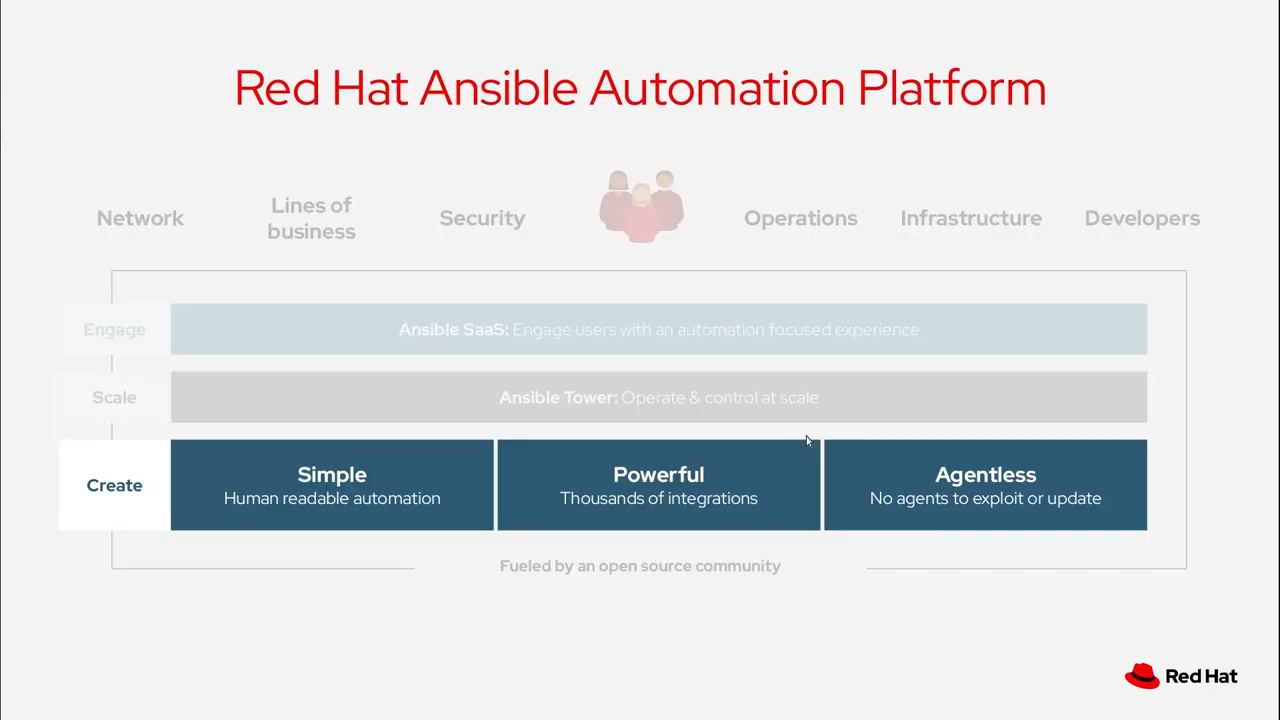 Red Hat Ansible Automation Platform
Network
Lines of
business
Security
Operations
Infrastructure
Developers
Engage
Ansible SaaS: Engage users with an automation focused experience
Scale
Ansible Tower: Operate & control at scale
Create
Simple
Human readable automation
Powerful
Thousands of integrations
Agentless
No agents to exploit or update
Fueled by an open source community
Red Hat